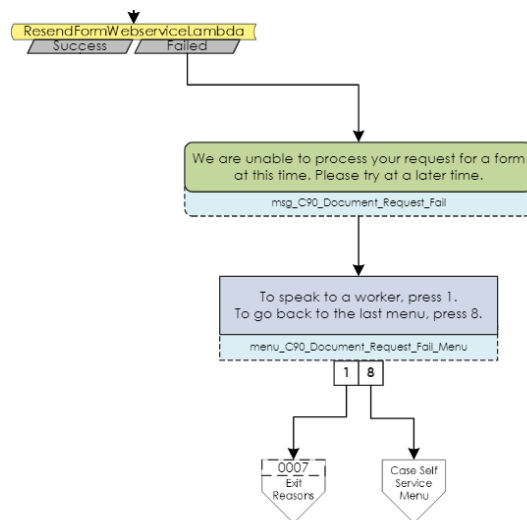 ResendFormWebserviceLambda
Success Failed
We are unable to process your request for a form
at this time. Please try at a later time.
msg_C90_Document_Request_Fail
To speak to a worker, press 1.
To go back to the last menu, press 8.
menu_C90_Document_Request_Fail_Menu
1 8
0007
Exit
Reasons
Case Self
Service
Menu